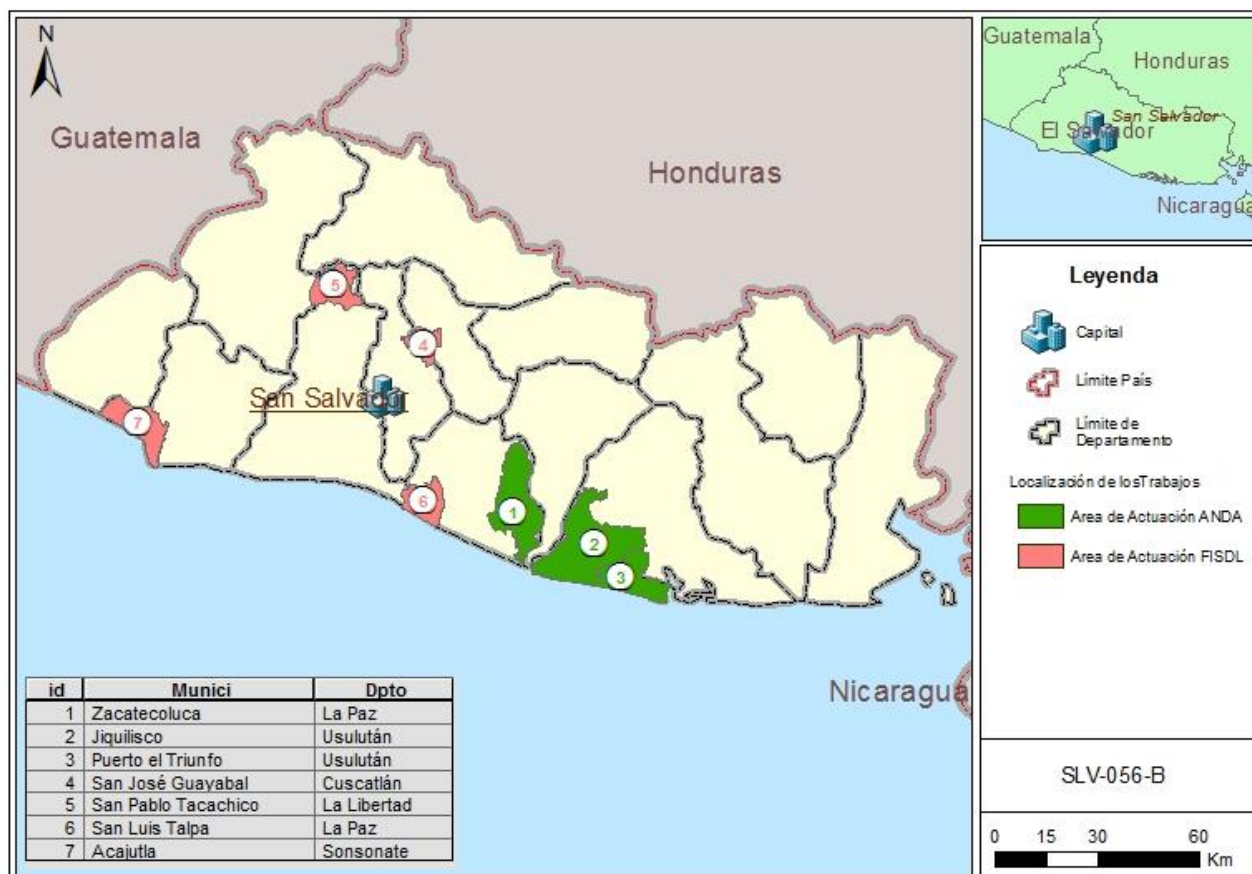 N
Guatemala
Honduras
San Salvador
Nicaragua
5
4
7
6
1
2
3
id Munici Dpto
1 Zacatecoluca La Paz
2 Jiquilisco Usulután
3 Puerto el Triunfo Usulután
4 San José Guayabal Cuscatlán
5 San Pablo Tacachico La Libertad
6 San Luis Talpa La Paz
7 Acajutla Sonsonate
Guatemala
Honduras
San Salvador
El Salvador
Nicaragua
Leyenda
Capital
Límite País
Límite de
Departamento
Localización de losTrabajos
Area de Actuación ANDA
Area de Actuación FISDL
SLV-056-B
0 15 30 60
Km